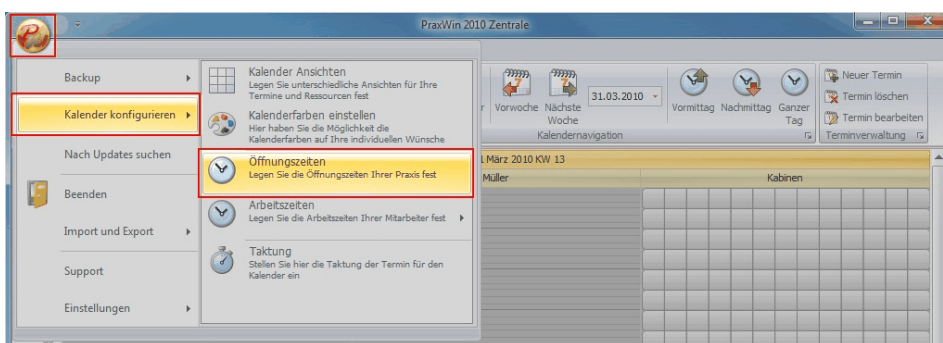 PraxWin 2010 Zentrale
Backup
Kalender konfigurieren
Nach Updates suchen
Beenden
Import und Export
Support
Einstellungen
Kalender Ansichten
Legen Sie unterschiedliche Ansichten für Ihre
Termine und Ressourcen fest
Kalenderfarben einstellen
Hier haben Sie die Möglichkeit die
Kalenderfarben auf Ihre individuellen Wünsche
Öffnungszeiten
Legen Sie die Öffnungszeiten Ihrer Praxis fest
Arbeitszeiten
Legen Sie die Arbeitszeiten Ihrer Mitarbeiter fest
Taktung
Stellen Sie hier die Taktung der Termin für den
Kalender ein
Vorwoche
Nächste
Woche
31.03.2010
Kalendernavigation
Vormittag
Nachmittag
Ganzer
Tag
Neuer Termin
Termin löschen
Termin bearbeiten
Terminverwaltung
März 2010 KW 13
Müller
Kabinen